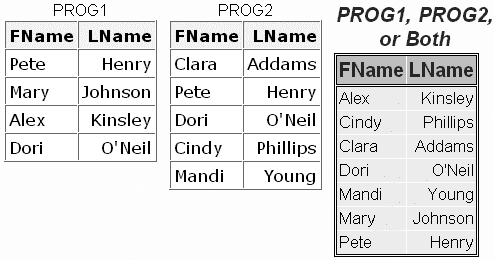 PROG1
FName LName
Pete Henry
Mary Johnson
Alex Kinsley
Dori O'Neil
PROG2
FName LName
Clara Addams
Pete Henry
Dori O'Neil
Cindy Phillips
Mandi Young
PROG1, PROG2,
or Both
FName LName
Alex Kinsley
Cindy Phillips
Clara Addams
Dori O'Neil
Mandi Young
Mary Johnson
Pete Henry